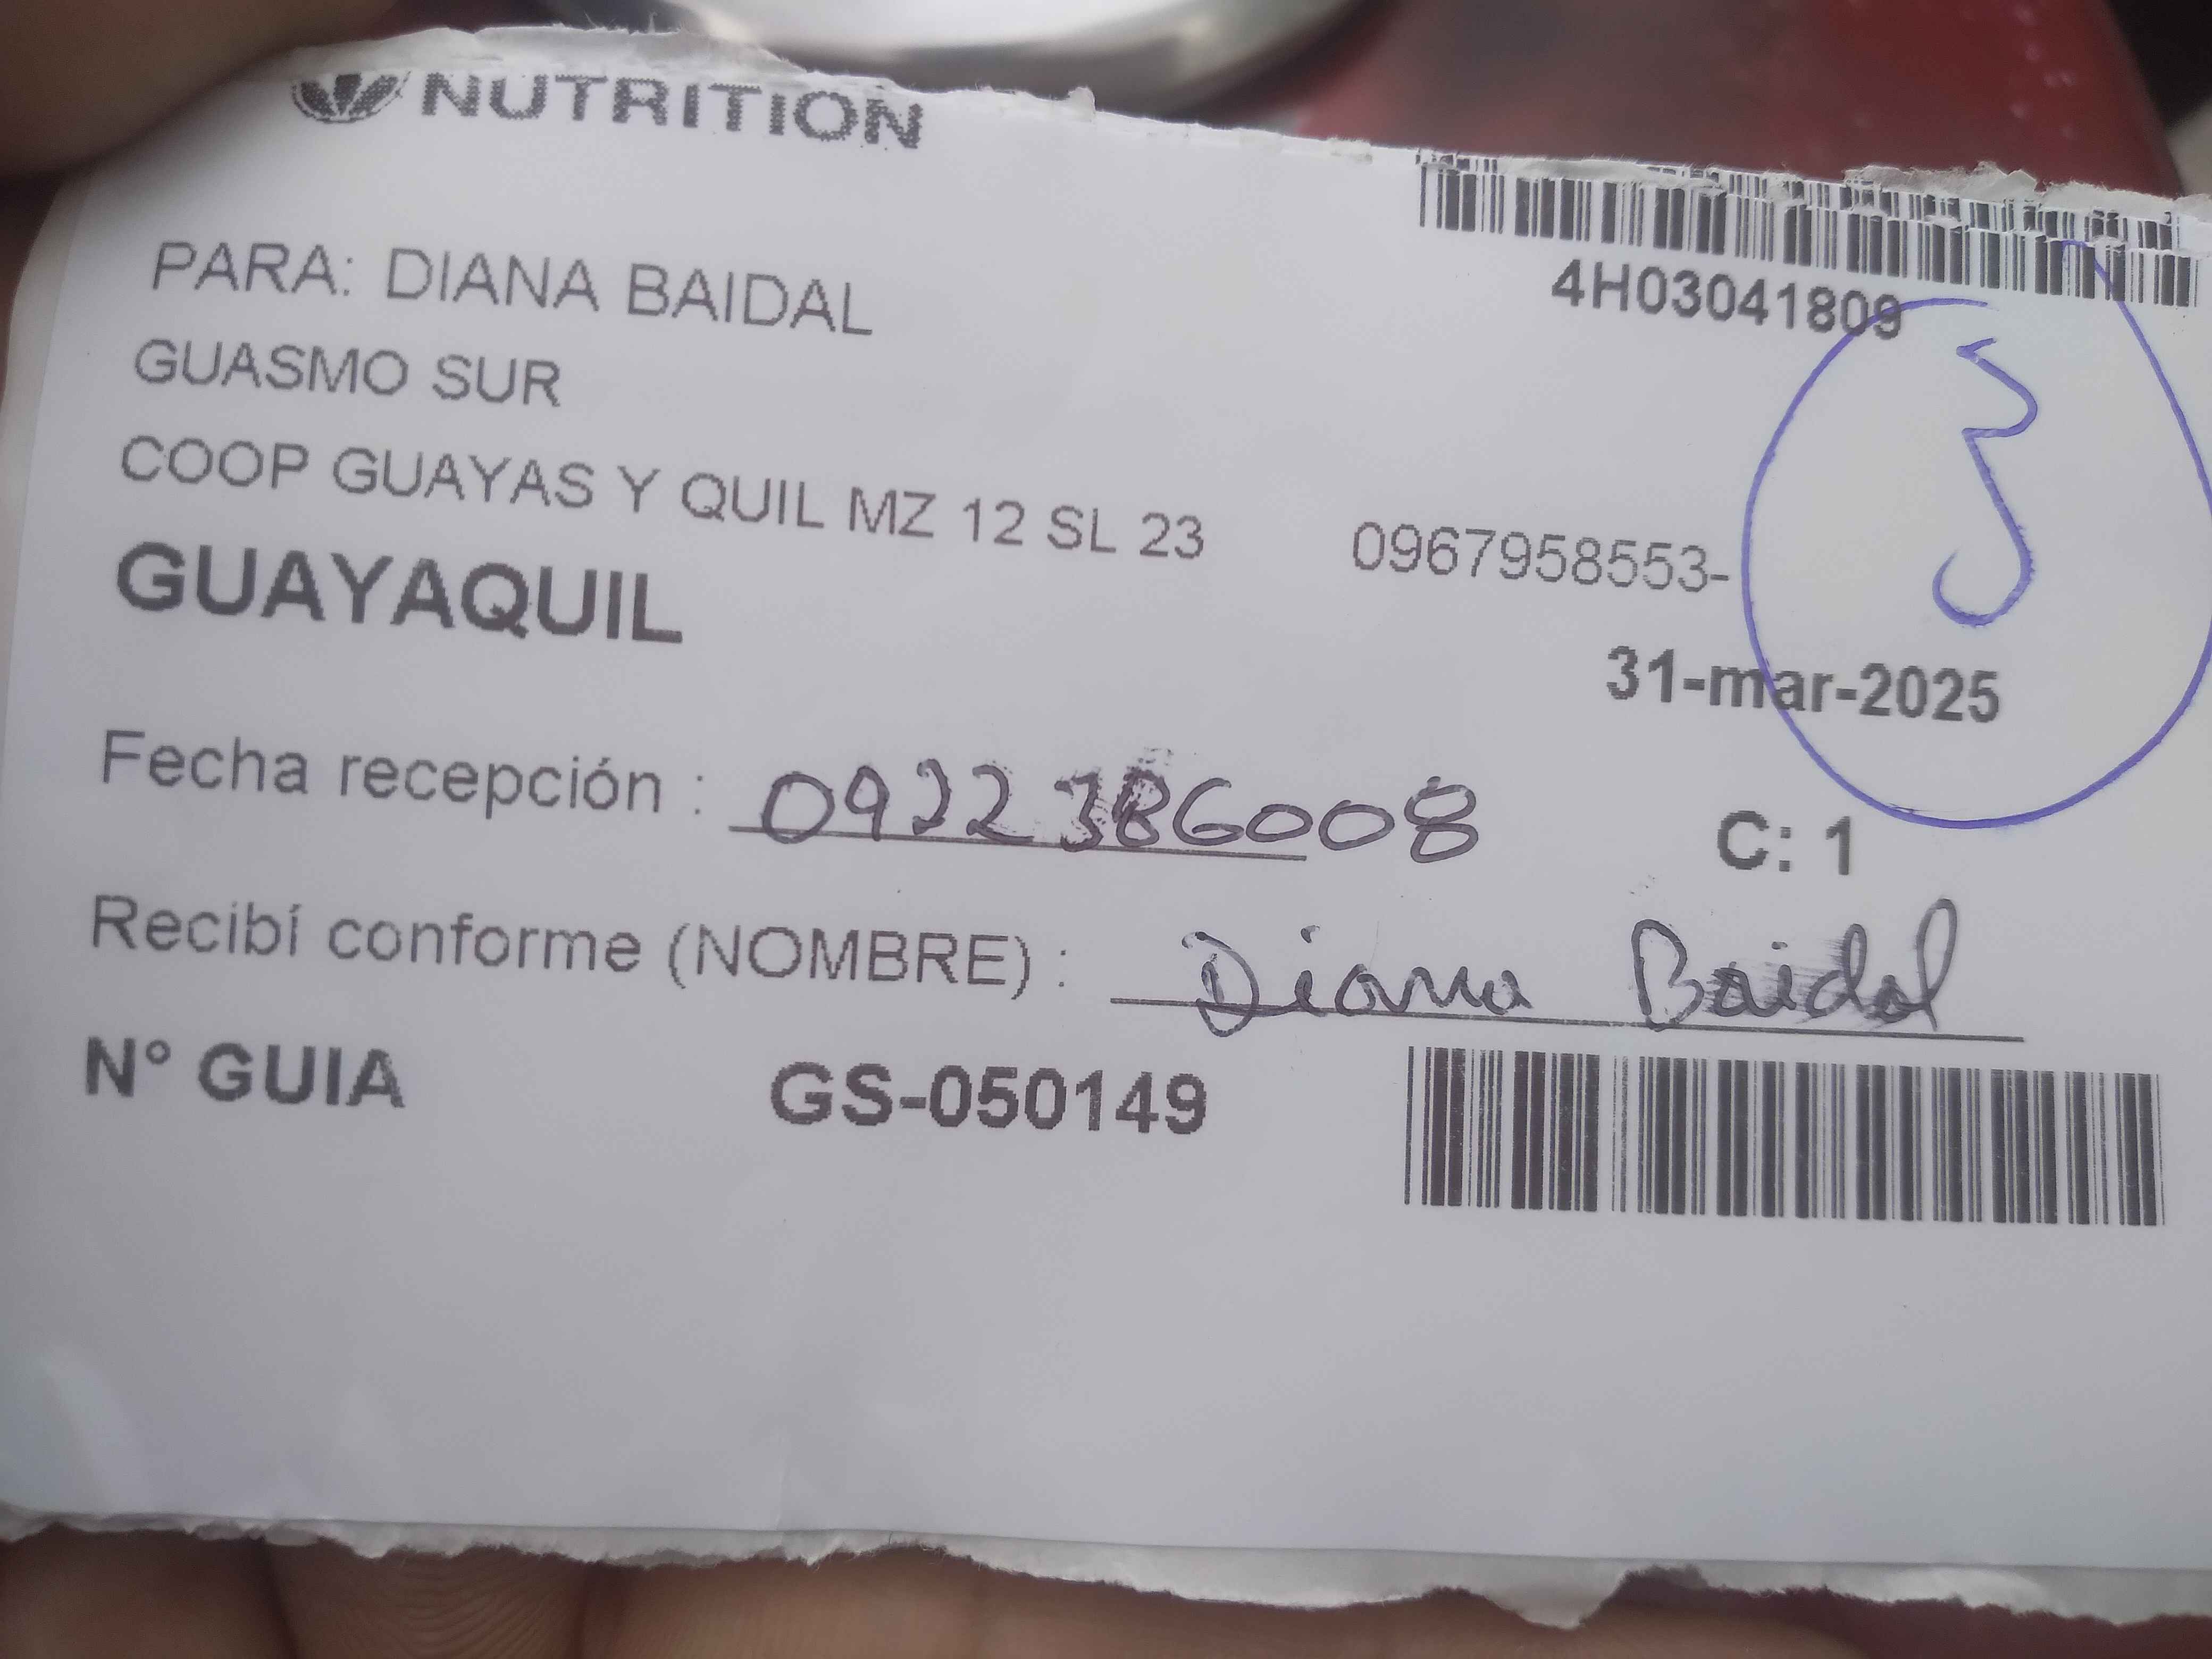 NUTRITION
4H03041809
PARA: DIANA BAIDAL
GUASMO SUR
3
COOP GUAYAS Y QUIL MZ 12 SL 23 0967958553-
GUAYAQUIL
31-mar-2025
Fecha recepción : 0922386008
C: 1
Recibí conforme (NOMBRE) : Diana Baidal
N° GUIA GS-050149